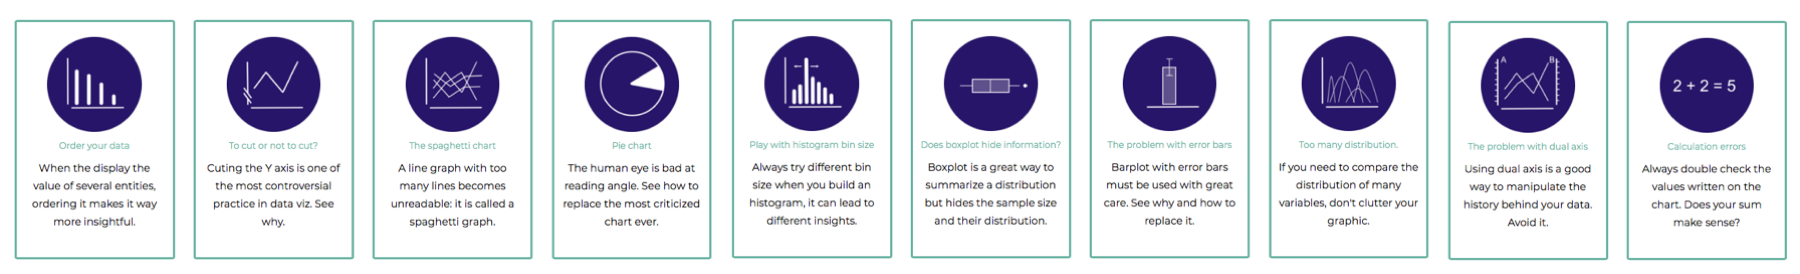 Order your data
When the display the
value of several entities,
ordering it makes it way
more insightful.
To cut or not to cut?
Cuting the Y axis is one of
the most controversial
practice in data viz. See
why.
The spaghetti chart
A line graph with too
many lines becomes
unreadable: it is called a
spaghetti graph.
Pie chart
The human eye is bad at
reading angle. See how to
replace the most criticized
chart ever.
Play with histogram bin size
Always try different bin
size when you build an
histogram, it can lead to
different insights.
Does boxplot hide information?
Boxplot is a great way to
summarize a distribution
but hides the sample size
and their distribution.
The problem with error bars
Barplot with error bars
must be used with great
care. See why and how to
replace it.
Too many distribution.
If you need to compare the
distribution of many
variables, don't clutter your
graphic.
A B
The problem with dual axis
Using dual axis is a good
way to manipulate the
history behind your data.
Avoid it.
2 + 2 = 5
Calculation errors
Always double check the
values written on the
chart. Does your sum
make sense?